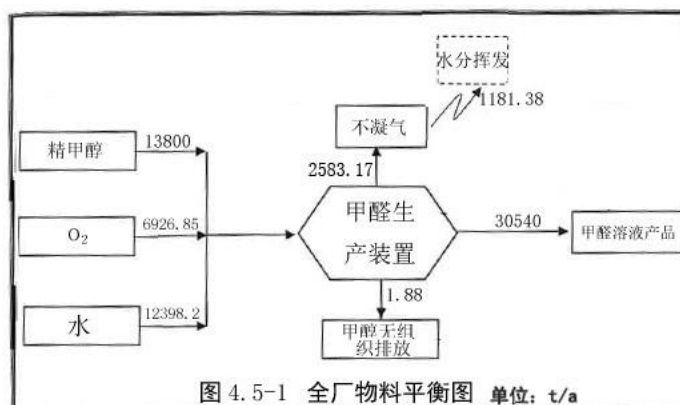 水分挥发
1181.38
不凝气
精甲醇
13800
2583.17
O₂
6926.85
甲醛生
产装置
30540
甲醛溶液产品
水
12398.2
1.88
甲醇无组
织排放
图 4.5-1 全厂物料平衡图 单位: t/a